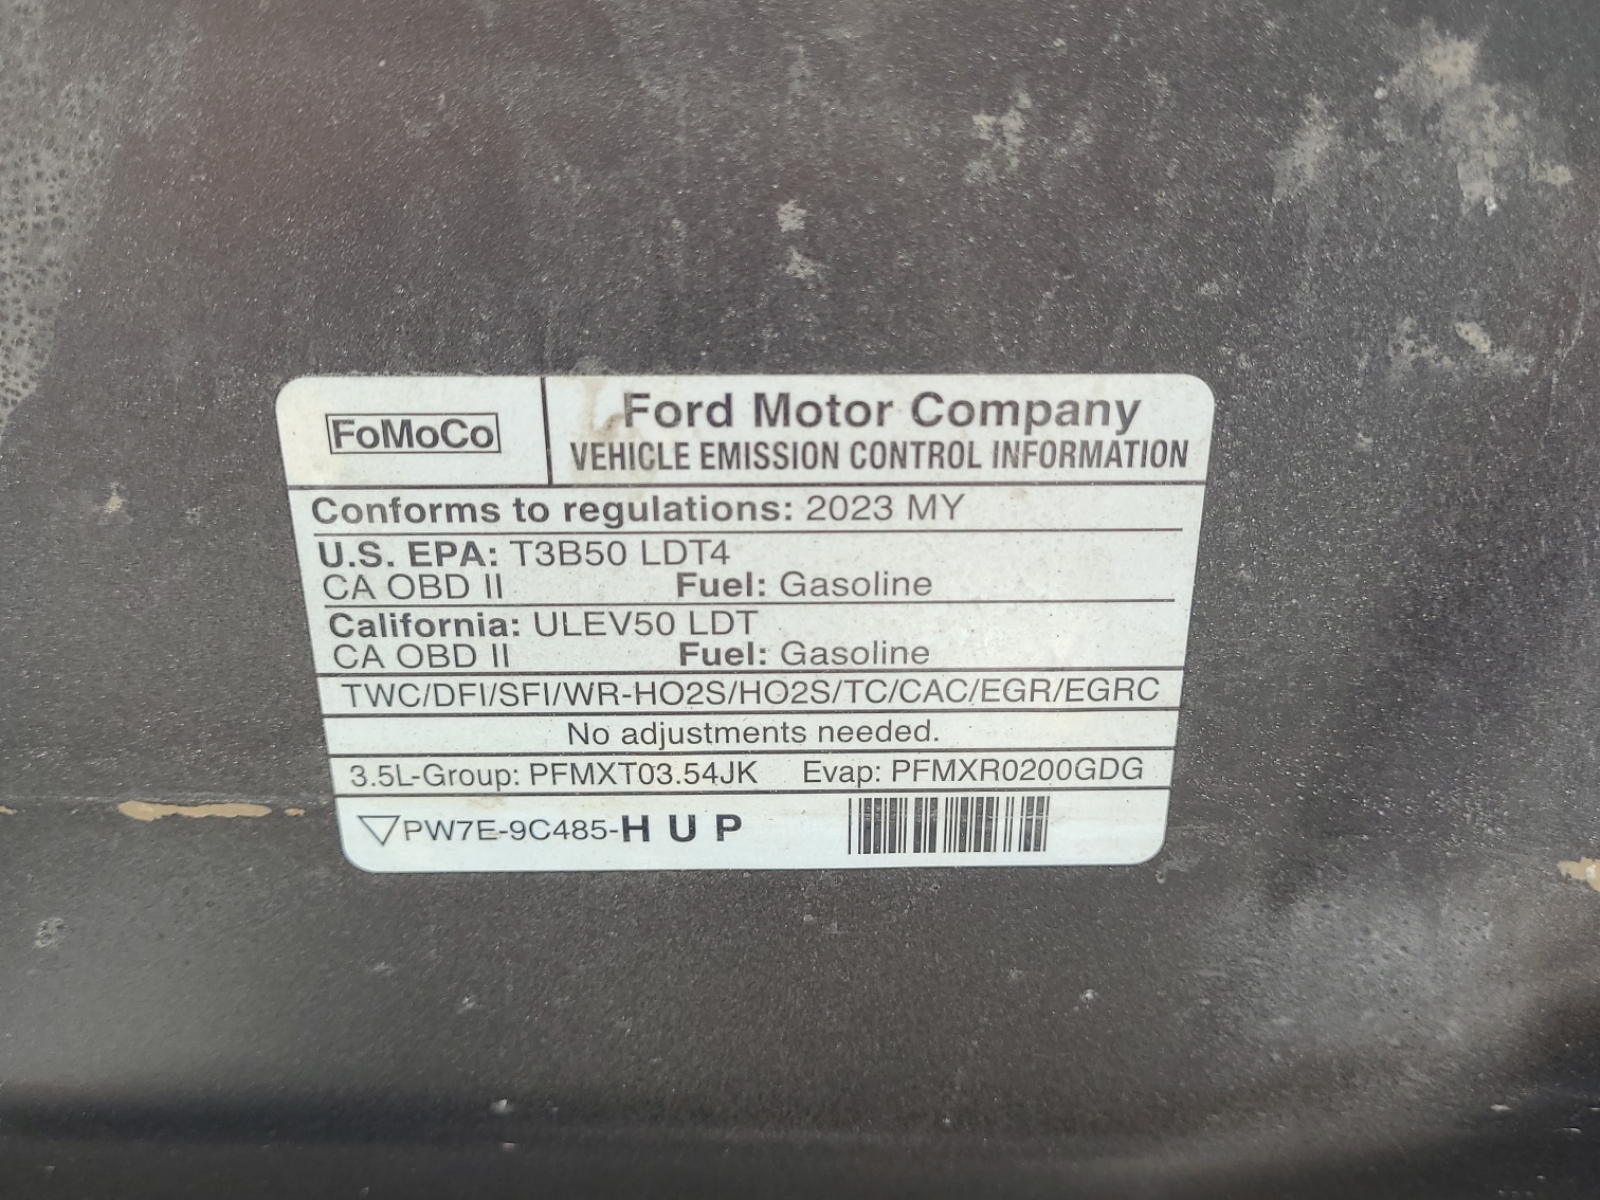 FoMoCo
Ford Motor Company
VEHICLE EMISSION CONTROL INFORMATION
Conforms to regulations: 2023 MY
U.S. EPA: T3B50 LDT4
CA OBD II Fuel: Gasoline
California: ULEV50 LDT
CA OBD II Fuel: Gasoline
TWC/DFI/SFI/WR-HO2S/HO2S/TC/CAC/EGR/EGRC
No adjustments needed.
3.5L-Group: PFMXT03.54JK Evap: PFMXR0200GDG
▽PW7E-9C485-H U P